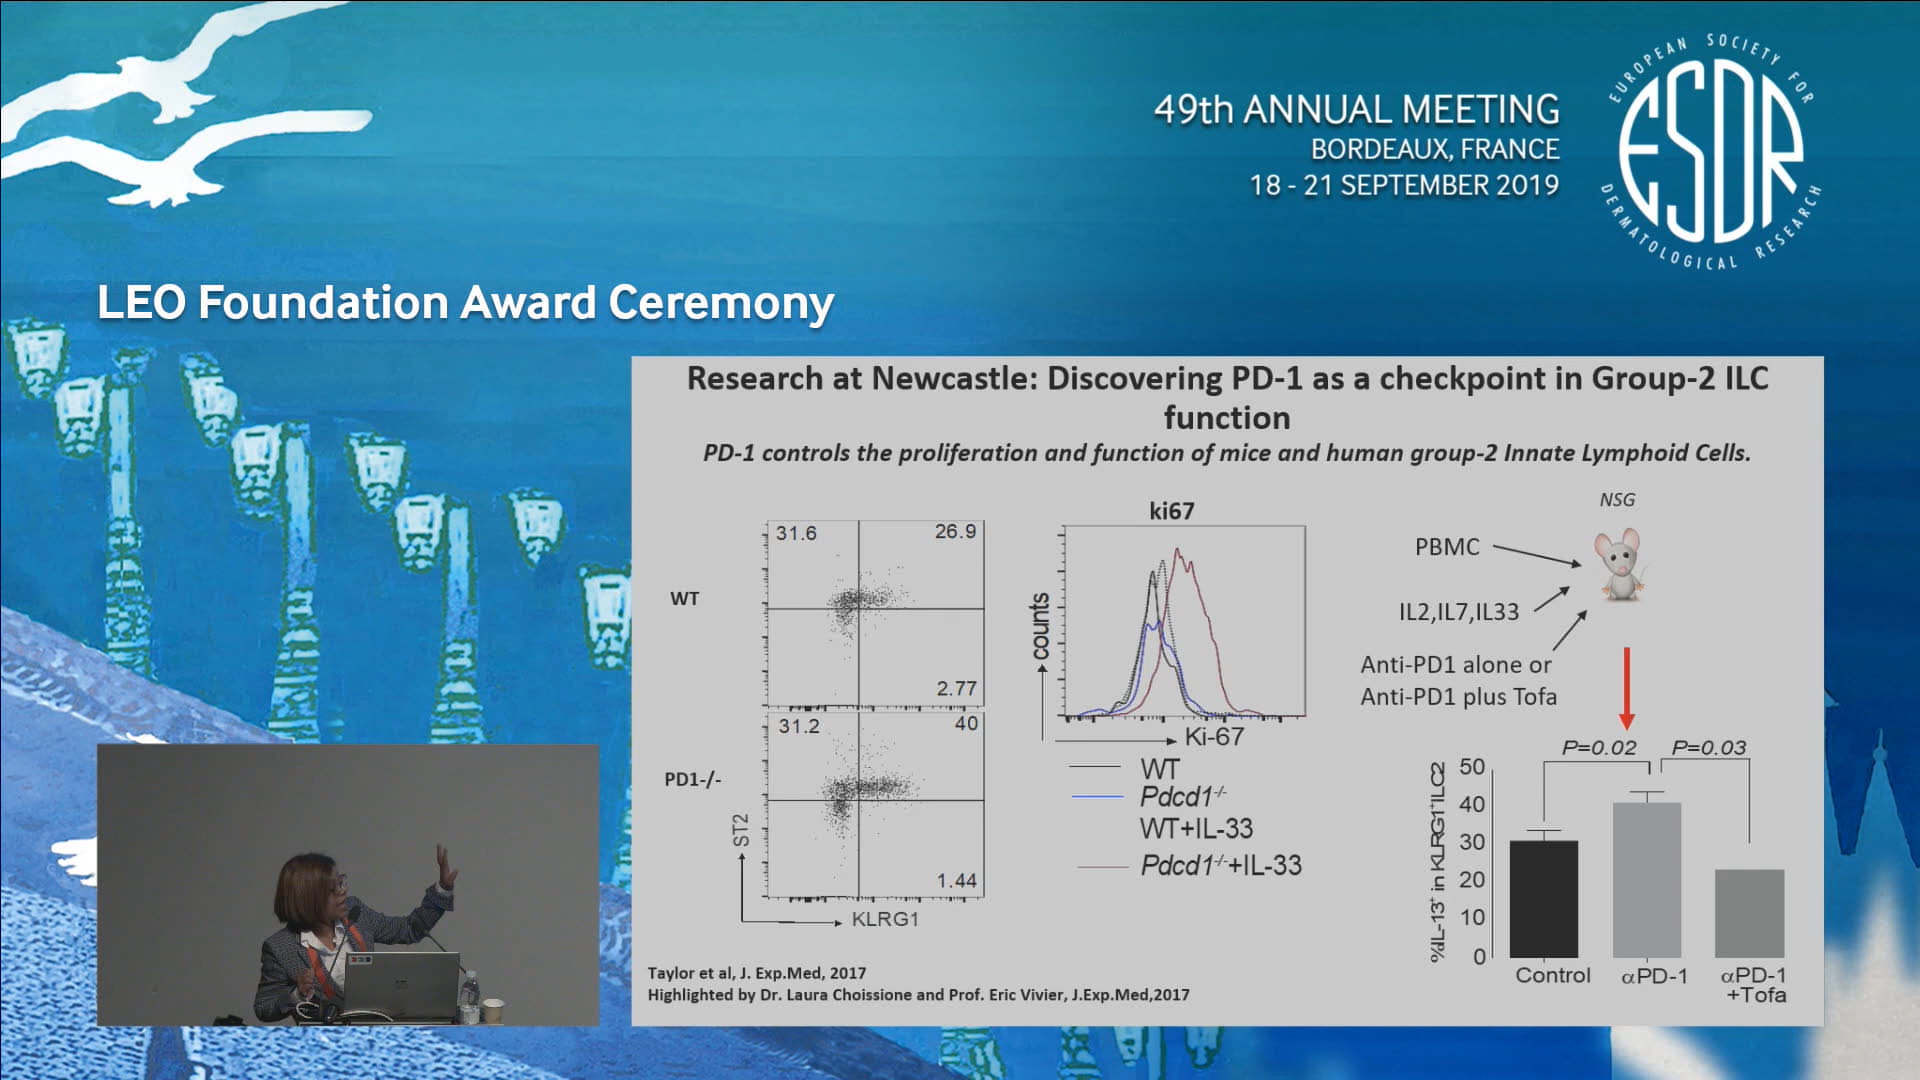 49th ANNUAL MEETING
BORDEAUX, FRANCE
18 - 21 SEPTEMBER 2019
EUROPEAN SOCIETY FOR
ESDR
DERMATOLOGICAL RESEARCH
LEO Foundation Award Ceremony
Research at Newcastle: Discovering PD-1 as a checkpoint in Group-2 ILC
function
PD-1 controls the proliferation and function of mice and human group-2 Innate Lymphoid Cells.
WT
31.6
26.9
2.77
PD1-/-
31.2
40
1.44
ST2
KLRG1
ki67
counts
Ki-67
WT
Pdcd1-/-
WT+IL-33
Pdcd1-/-+IL-33
NSG
PBMC
IL2,IL7,IL33
Anti-PD1 alone or
Anti-PD1 plus Tofa
P=0.02
P=0.03
%IL-13+ in KLRG1+ILC2
50
40
30
20
10
0
Control
αPD-1
αPD-1
+Tofa
Taylor et al, J. Exp.Med, 2017
Highlighted by Dr. Laura Choissione and Prof. Eric Vivier, J.Exp.Med,2017